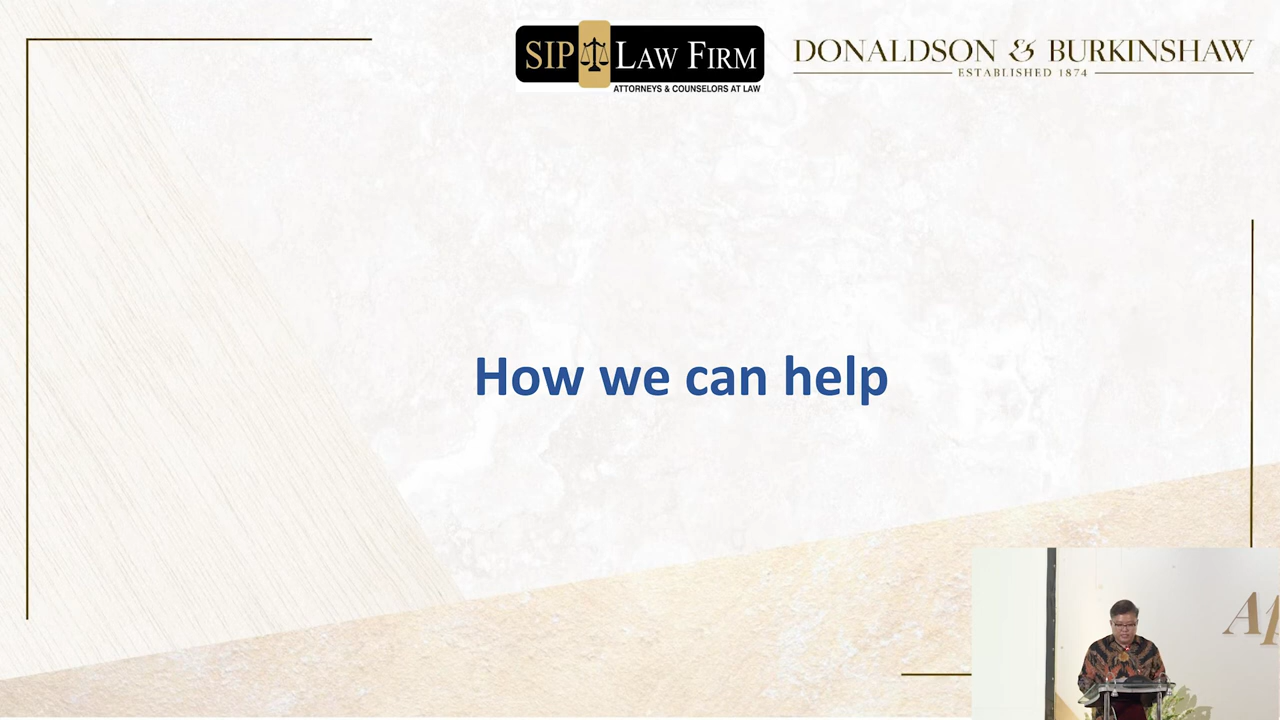 SIP LAW FIRM
ATTORNEYS & COUNSELORS AT LAW
DONALDSON & BURKINSHAW
ESTABLISHED 1874
How we can help